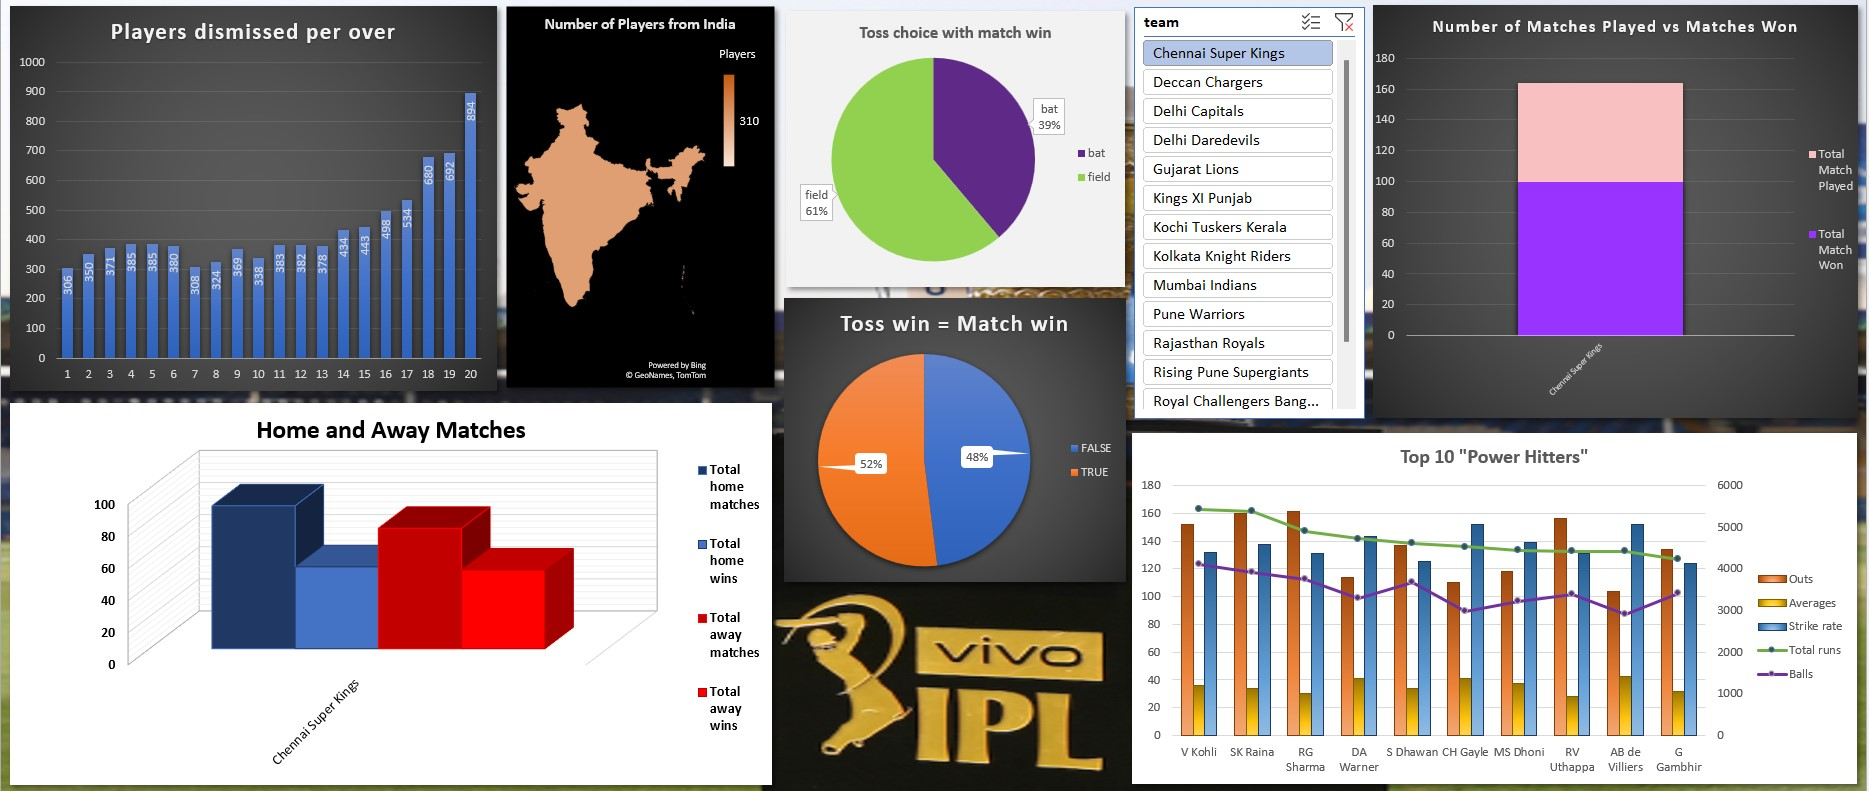 Players dismissed per over
1000
900
800
700
600
500
400
300
200
100
0
306
350
371
385
385
380
308
324
369
338
383
382
378
434
443
498
534
680
692
894
1 2 3 4 5 6 7 8 9 10 11 12 13 14 15 16 17 18 19 20
Number of Players from India
Players
310
Powered by Bing
© GeoNames, TomTom
Toss choice with match win
bat
39%
field
61%
bat
field
team
Chennai Super Kings
Deccan Chargers
Delhi Capitals
Delhi Daredevils
Gujarat Lions
Kings XI Punjab
Kochi Tuskers Kerala
Kolkata Knight Riders
Mumbai Indians
Pune Warriors
Rajasthan Royals
Rising Pune Supergiants
Royal Challengers Bang...
Number of Matches Played vs Matches Won
180
160
140
120
100
80
60
40
20
0
Chennai Super Kings
Total
Match
Played
Total
Match
Won
Home and Away Matches
100
80
60
40
20
0
Chennai Super Kings
Total
home
matches
Total
home
wins
Total
away
matches
Total
away
wins
Toss win = Match win
52%
48%
FALSE
TRUE
vivo
IPL
Top 10 "Power Hitters"
180
160
140
120
100
80
60
40
20
0
6000
5000
4000
3000
2000
1000
0
V Kohli SK Raina RG Sharma DA Warner S Dhawan CH Gayle MS Dhoni RV Uthappa AB de Villiers G Gambhir
Outs
Averages
Strike rate
Total runs
Balls